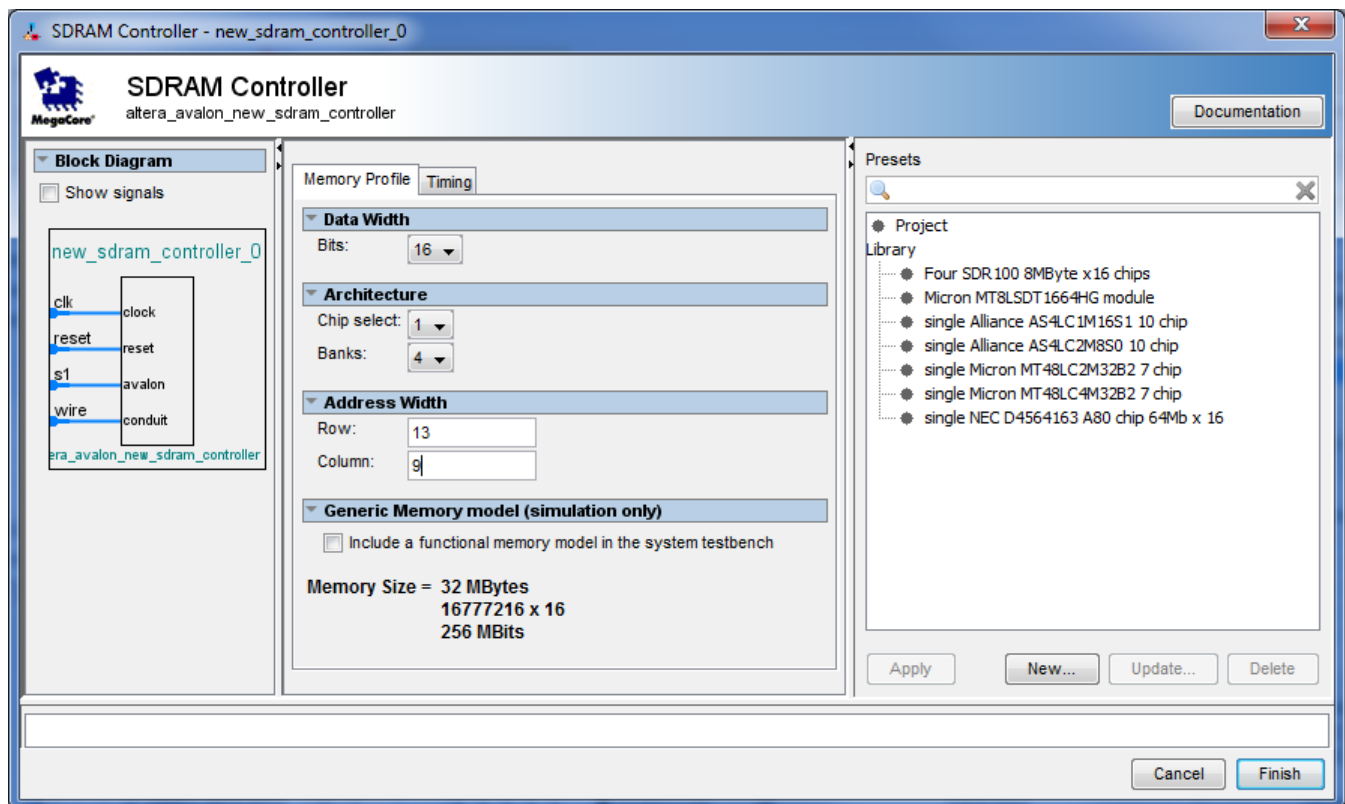 SDRAM Controller - new_sdram_controller_0
SDRAM Controller
altera_avalon_new_sdram_controller
MegaCore®
Documentation
Block Diagram
Show signals
new_sdram_controller_0
clk
clock
reset
reset
s1
avalon
wire
conduit
era_avalon_new_sdram_controller
Memory Profile
Timing
Data Width
Bits:
16
Architecture
Chip select:
1
Banks:
4
Address Width
Row:
13
Column:
9
Generic Memory model (simulation only)
Include a functional memory model in the system testbench
Memory Size = 32 MBytes
16777216 x 16
256 MBits
Presets
Project
Library
Four SDR100 8MByte x16 chips
Micron MT8LSDT1664HG module
single Alliance AS4LC1M16S1 10 chip
single Alliance AS4LC2M8S0 10 chip
single Micron MT48LC2M32B2 7 chip
single Micron MT48LC4M32B2 7 chip
single NEC D4564163 A80 chip 64Mb x 16
Apply
New...
Update...
Delete
Cancel
Finish